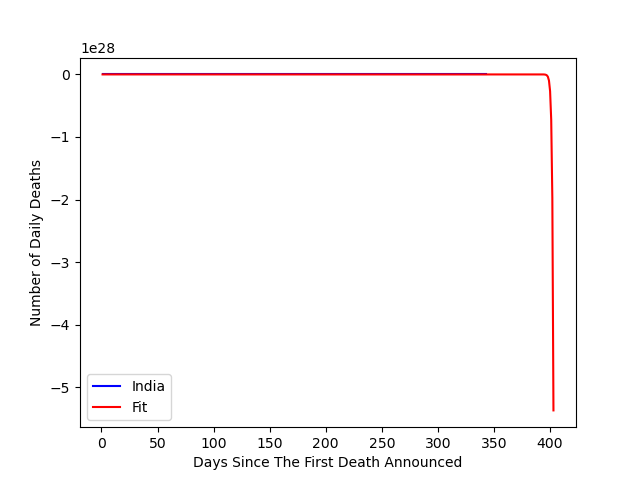 1e28
0
−1
−2
−3
−4
−5
Number of Daily Deaths
India
Fit
0 50 100 150 200 250 300 350 400
Days Since The First Death Announced